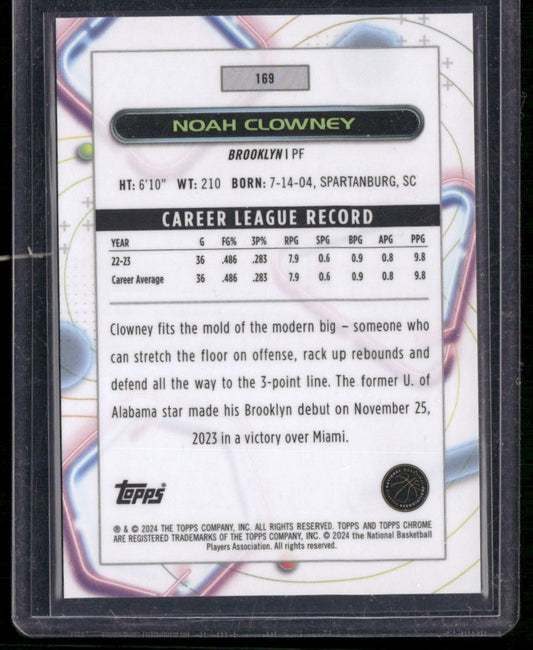 169
NOAH CLOWNEY
BROOKLYN | PF
HT: 6'10" WT: 210 BORN: 7-14-04, SPARTANBURG, SC
CAREER LEAGUE RECORD
YEAR G FG% 3P% RPG SPG BPG APG PPG
22-23 36 .486 .283 7.9 0.6 0.9 0.8 9.8
Career Average 36 .486 .283 7.9 0.6 0.9 0.8 9.8
Clowney fits the mold of the modern big – someone who
can stretch the floor on offense, rack up rebounds and
defend all the way to the 3-point line. The former U. of
Alabama star made his Brooklyn debut on November 25,
2023 in a victory over Miami.
topps
® & © 2024 THE TOPPS COMPANY, INC. ALL RIGHTS RESERVED. TOPPS AND TOPPS CHROME
ARE REGISTERED TRADEMARKS OF THE TOPPS COMPANY, INC. © 2024 the National Basketball
Players Association. All rights reserved.